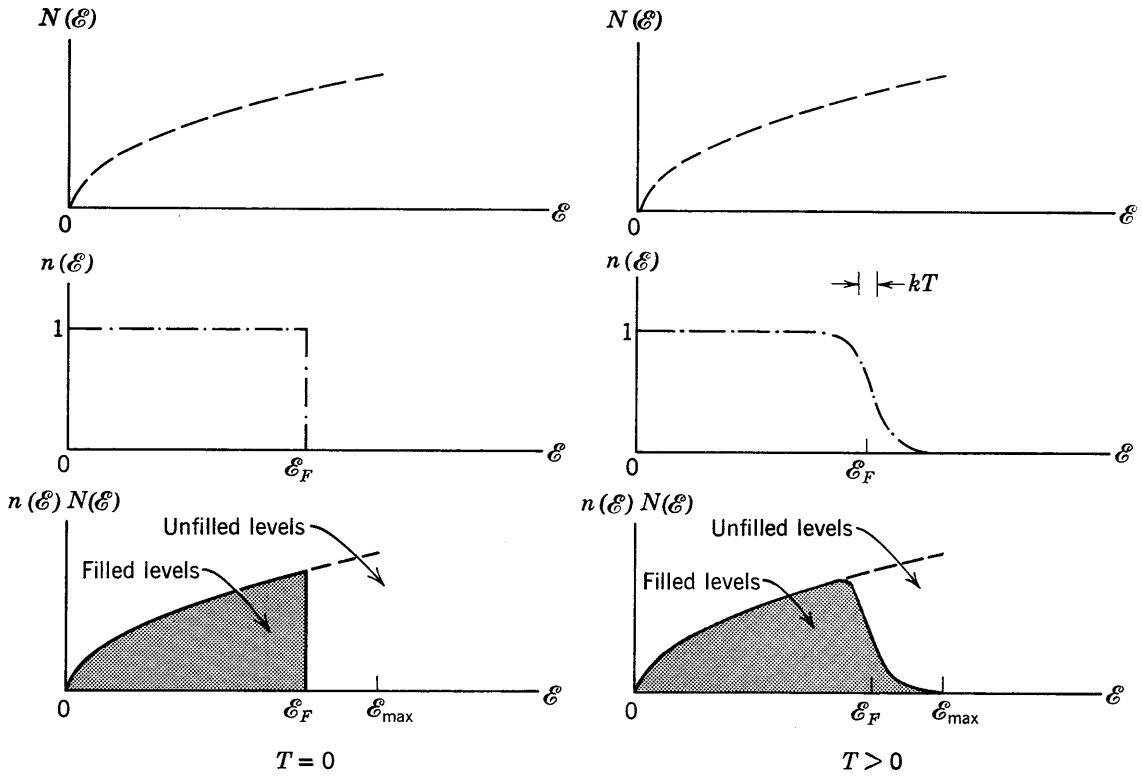 N(ℰ)
0
ℰ
N(ℰ)
0
ℰ
n(ℰ)
1
0
ℰ_F
ℰ
n(ℰ)
kT
1
0
ℰ_F
ℰ
n(ℰ) N(ℰ)
Unfilled levels
Filled levels
0
ℰ_F
ℰ_max
ℰ
T = 0
n(ℰ) N(ℰ)
Unfilled levels
Filled levels
0
ℰ_F
ℰ_max
ℰ
T > 0